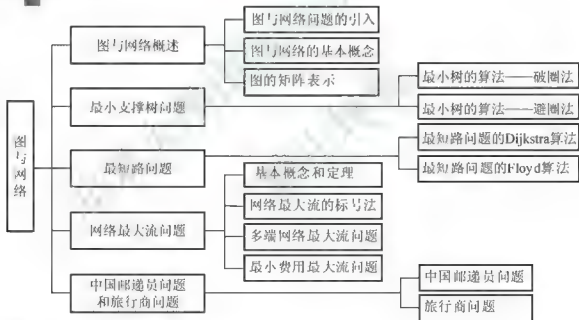 图与网络
图与网络概述
图与网络问题的引入
图与网络的基本概念
图的矩阵表示
最小支撑树问题
最小树的算法——破圈法
最小树的算法——避圈法
最短路问题
最短路问题的Dijkstra算法
最短路问题的Floyd算法
网络最大流问题
基本概念和定理
网络最大流的标号法
多端网络最大流问题
最小费用最大流问题
中国邮递员问题
和旅行商问题
中国邮递员问题
旅行商问题